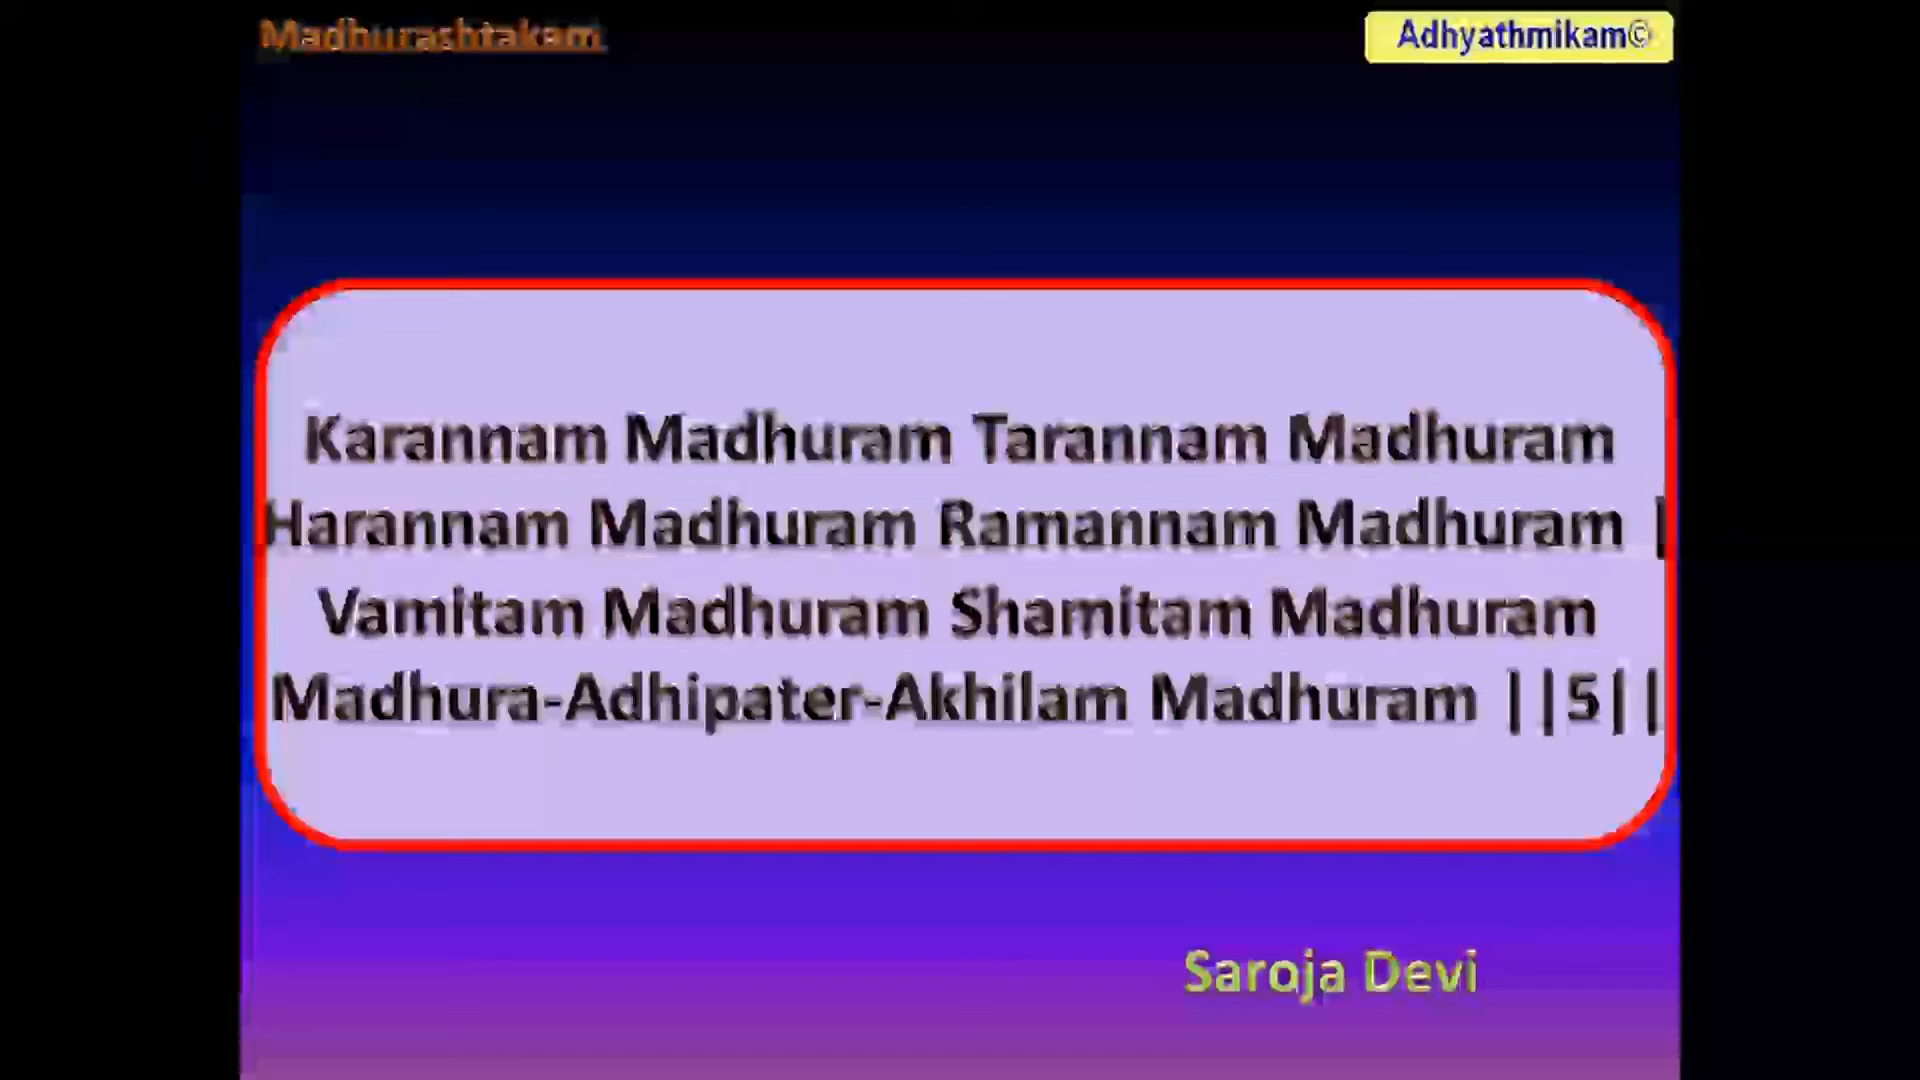 Madhurashtakam
Adhyathmikam©
Karannam Madhuram Tarannam Madhuram
Harannam Madhuram Ramannam Madhuram |
Vamitam Madhuram Shamitam Madhuram
Madhura-Adhipater-Akhilam Madhuram ||5||
Saroja Devi